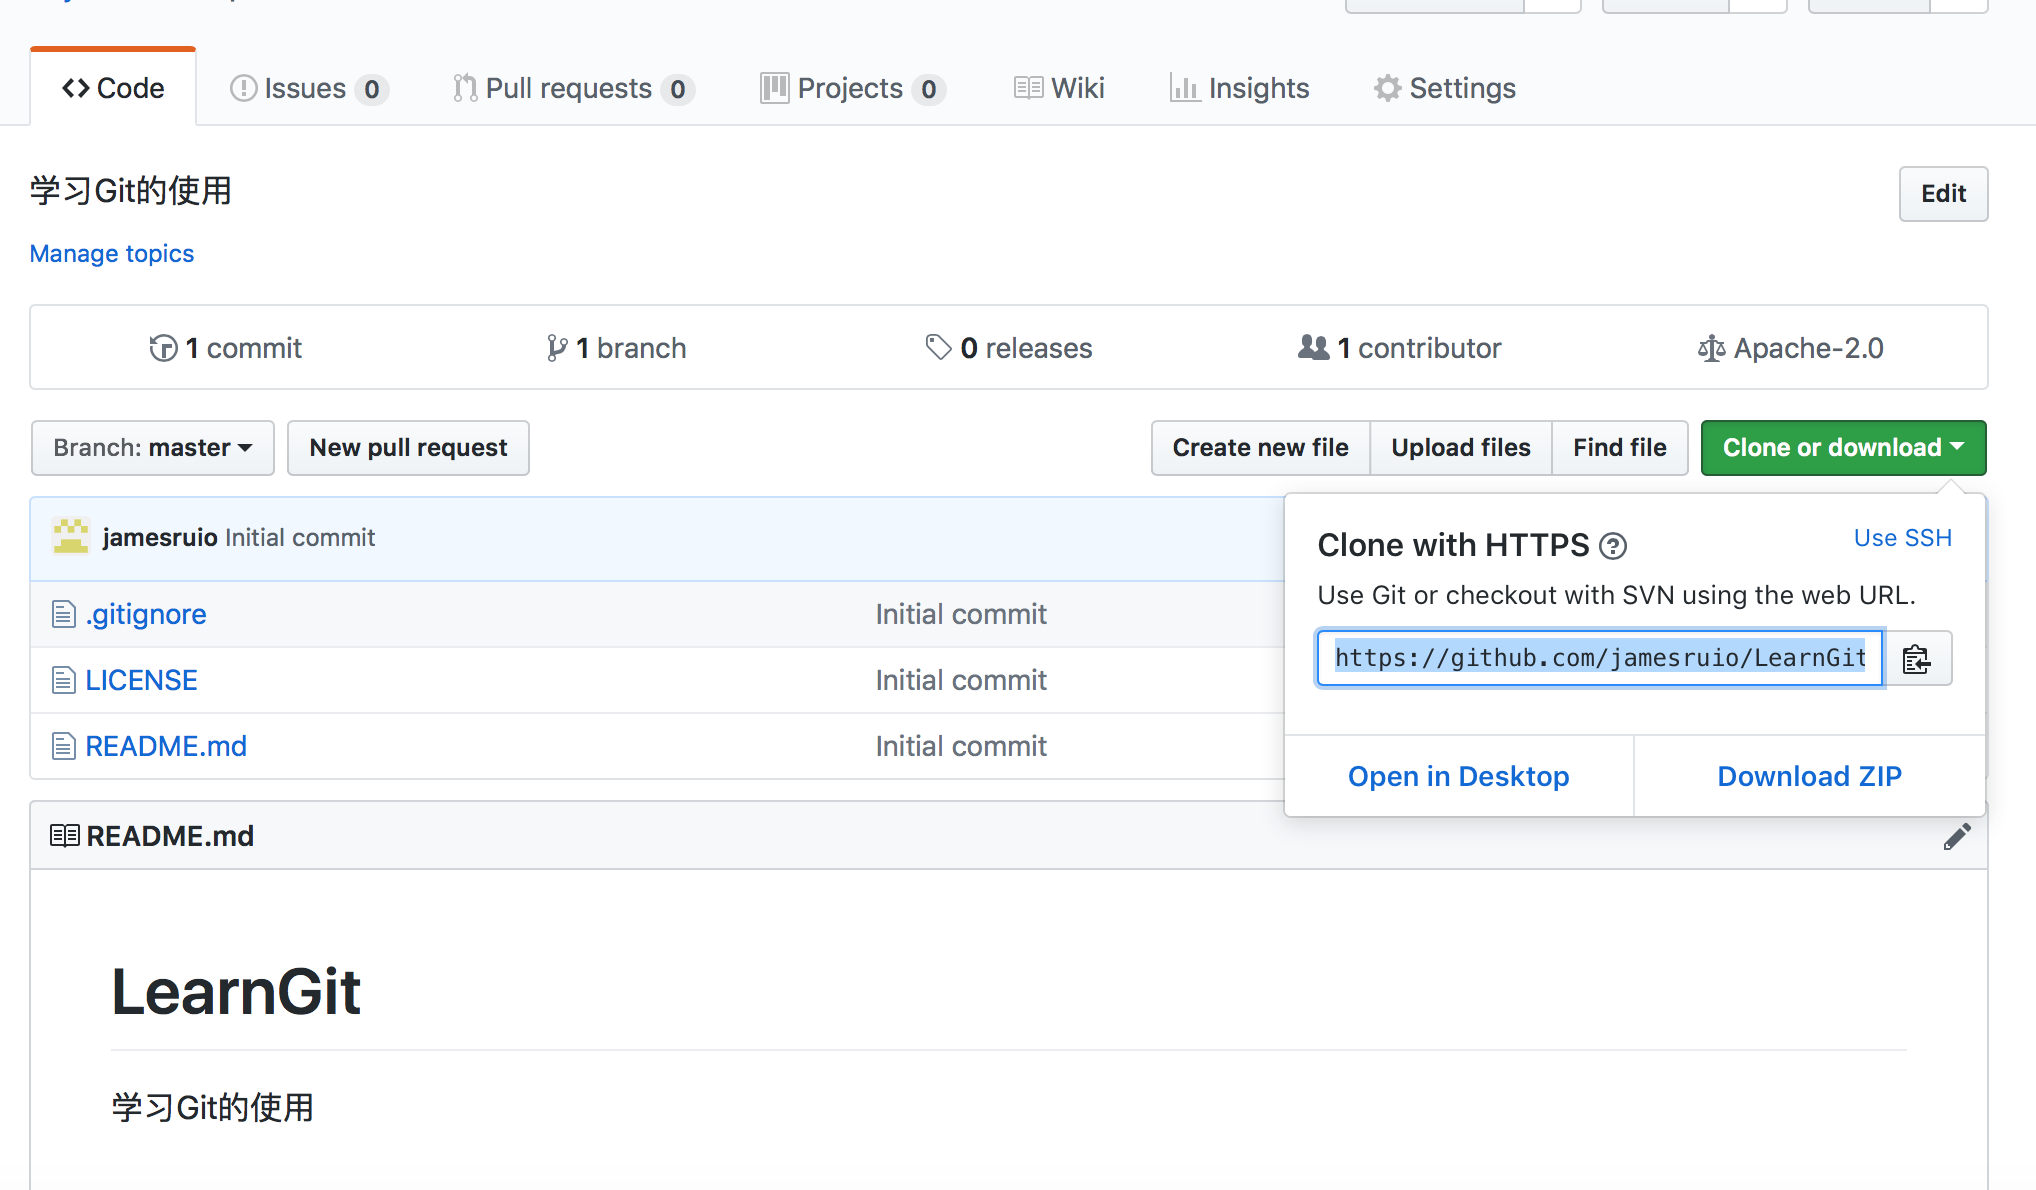 Code Issues 0 Pull requests 0 Projects 0 Wiki Insights Settings
学习Git的使用
Edit
Manage topics
1 commit 1 branch 0 releases 1 contributor Apache-2.0
Branch: master New pull request Create new file Upload files Find file Clone or download
jamesruio Initial commit
Clone with HTTPS ? Use SSH
Use Git or checkout with SVN using the web URL.
.gitignore Initial commit
https://github.com/jamesruio/LearnGit
LICENSE Initial commit
README.md Initial commit
Open in Desktop Download ZIP
README.md
LearnGit
学习Git的使用